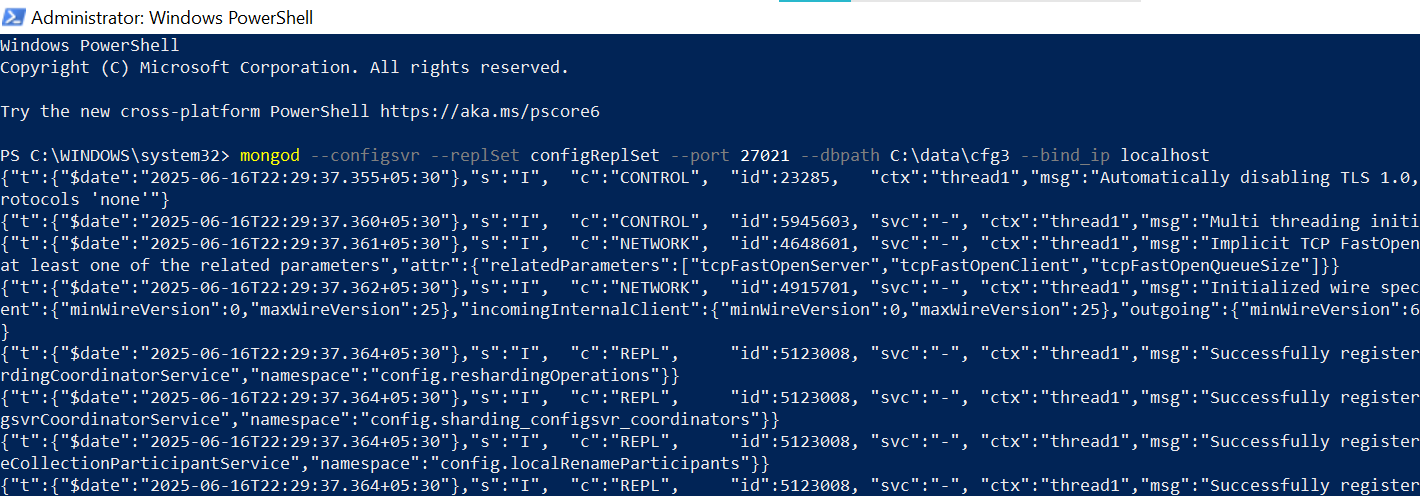 Administrator: Windows PowerShell
Windows PowerShell
Copyright (C) Microsoft Corporation. All rights reserved.
Try the new cross-platform PowerShell https://aka.ms/pscore6
PS C:\WINDOWS\system32> mongod --configsvr --replSet configReplSet --port 27021 --dbpath C:\data\cfg3 --bind_ip localhost
{"t":{"$date":"2025-06-16T22:29:37.355+05:30"},"s":"I",  "c":"CONTROL",  "id":23285,   "ctx":"thread1","msg":"Automatically disabling TLS 1.0,
rotocols 'none'"}
{"t":{"$date":"2025-06-16T22:29:37.360+05:30"},"s":"I",  "c":"CONTROL",  "id":5945603, "svc":"-", "ctx":"thread1","msg":"Multi threading initi
{"t":{"$date":"2025-06-16T22:29:37.361+05:30"},"s":"I",  "c":"NETWORK",  "id":4648601, "svc":"-", "ctx":"thread1","msg":"Implicit TCP FastOpen
at least one of the related parameters","attr":{"relatedParameters":["tcpFastOpenServer","tcpFastOpenClient","tcpFastOpenQueueSize"]}}
{"t":{"$date":"2025-06-16T22:29:37.362+05:30"},"s":"I",  "c":"NETWORK",  "id":4915701, "svc":"-", "ctx":"thread1","msg":"Initialized wire spec
ent":{"minWireVersion":0,"maxWireVersion":25},"incomingInternalClient":{"minWireVersion":0,"maxWireVersion":25},"outgoing":{"minWireVersion":6
}
{"t":{"$date":"2025-06-16T22:29:37.364+05:30"},"s":"I",  "c":"REPL",     "id":5123008, "svc":"-", "ctx":"thread1","msg":"Successfully register
rdingCoordinatorService","namespace":"config.reshardingOperations"}}
{"t":{"$date":"2025-06-16T22:29:37.364+05:30"},"s":"I",  "c":"REPL",     "id":5123008, "svc":"-", "ctx":"thread1","msg":"Successfully register
gsvrCoordinatorService","namespace":"config.sharding_configsvr_coordinators"}}
{"t":{"$date":"2025-06-16T22:29:37.364+05:30"},"s":"I",  "c":"REPL",     "id":5123008, "svc":"-", "ctx":"thread1","msg":"Successfully register
eCollectionParticipantService","namespace":"config.localRenameParticipants"}}
{"t":{"$date":"2025-06-16T22:29:37.364+05:30"},"s":"I",  "c":"REPL",     "id":5123008, "svc":"-", "ctx":"thread1","msg":"Successfully register